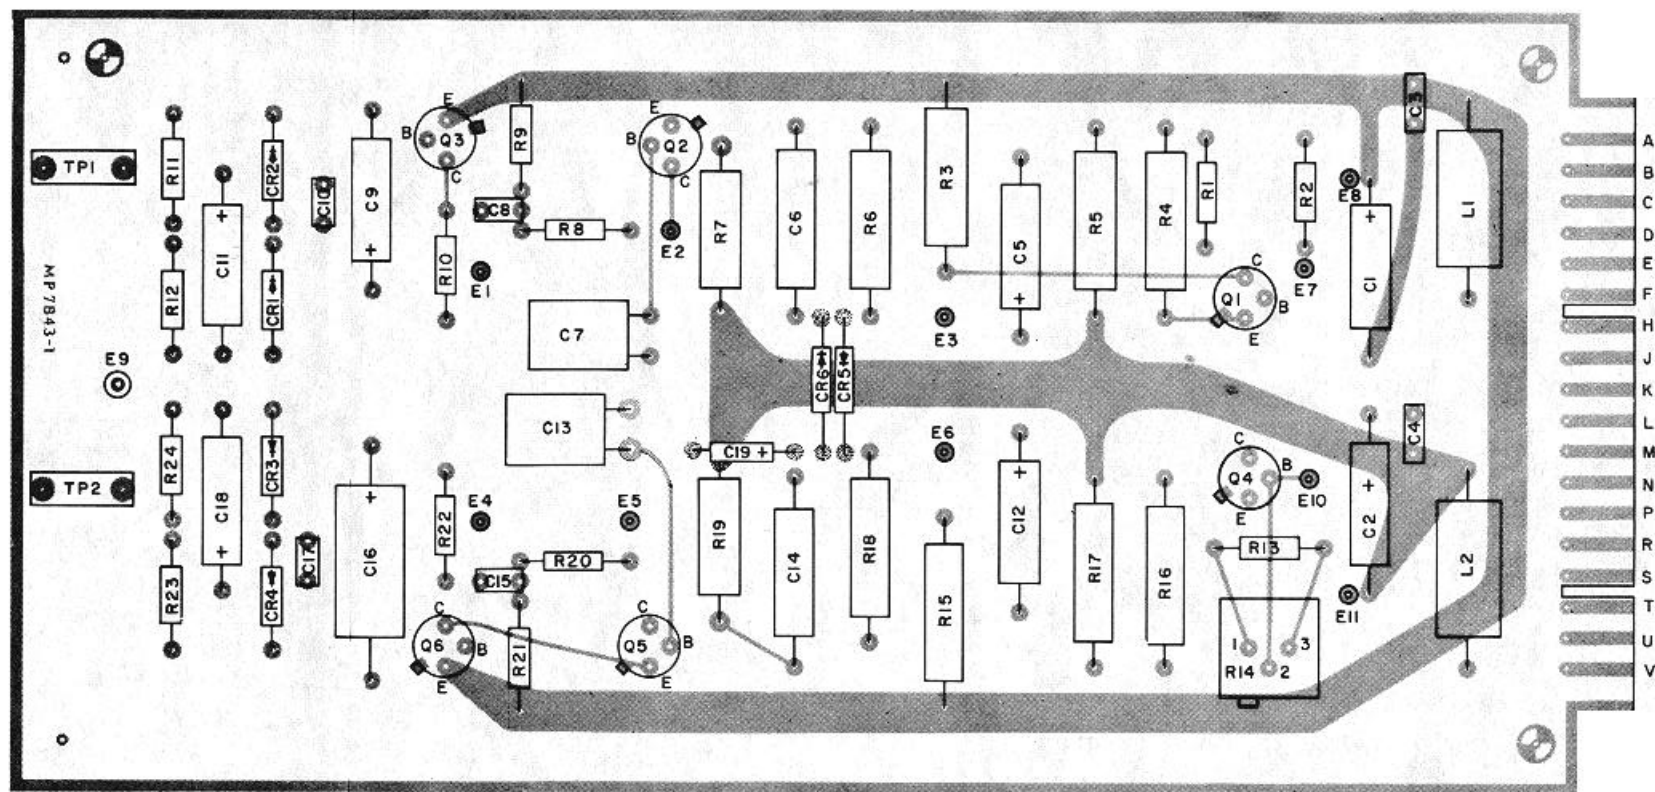 TP1
R11
CR2
C10
C9
E
B
Q3
C
R9
C8
R8
E
B
Q2
C
E2
R7
C6
R6
R3
C5
R5
R4
R1
R2
E8
C3
L1
A
B
C
D
E
F
H
J
K
L
M
N
P
R
S
T
U
V
MP7843-1
R12
C11
+
CR1
+
R10
E1
C7
E3
+
C
Q1
B
E
E7
+
C1
E9
CR6
CR5
C13
C19 +
E6
C4
R24
C18
+
CR3
C17
+
C16
R22
E4
E5
R19
C14
R18
+
C12
R17
R16
C
Q4
B
E
E10
+
C2
TP2
R23
CR4
C15
R20
R15
R13
E11
L2
C
Q6
B
E
R21
C
Q5
B
E
1
3
R14
2